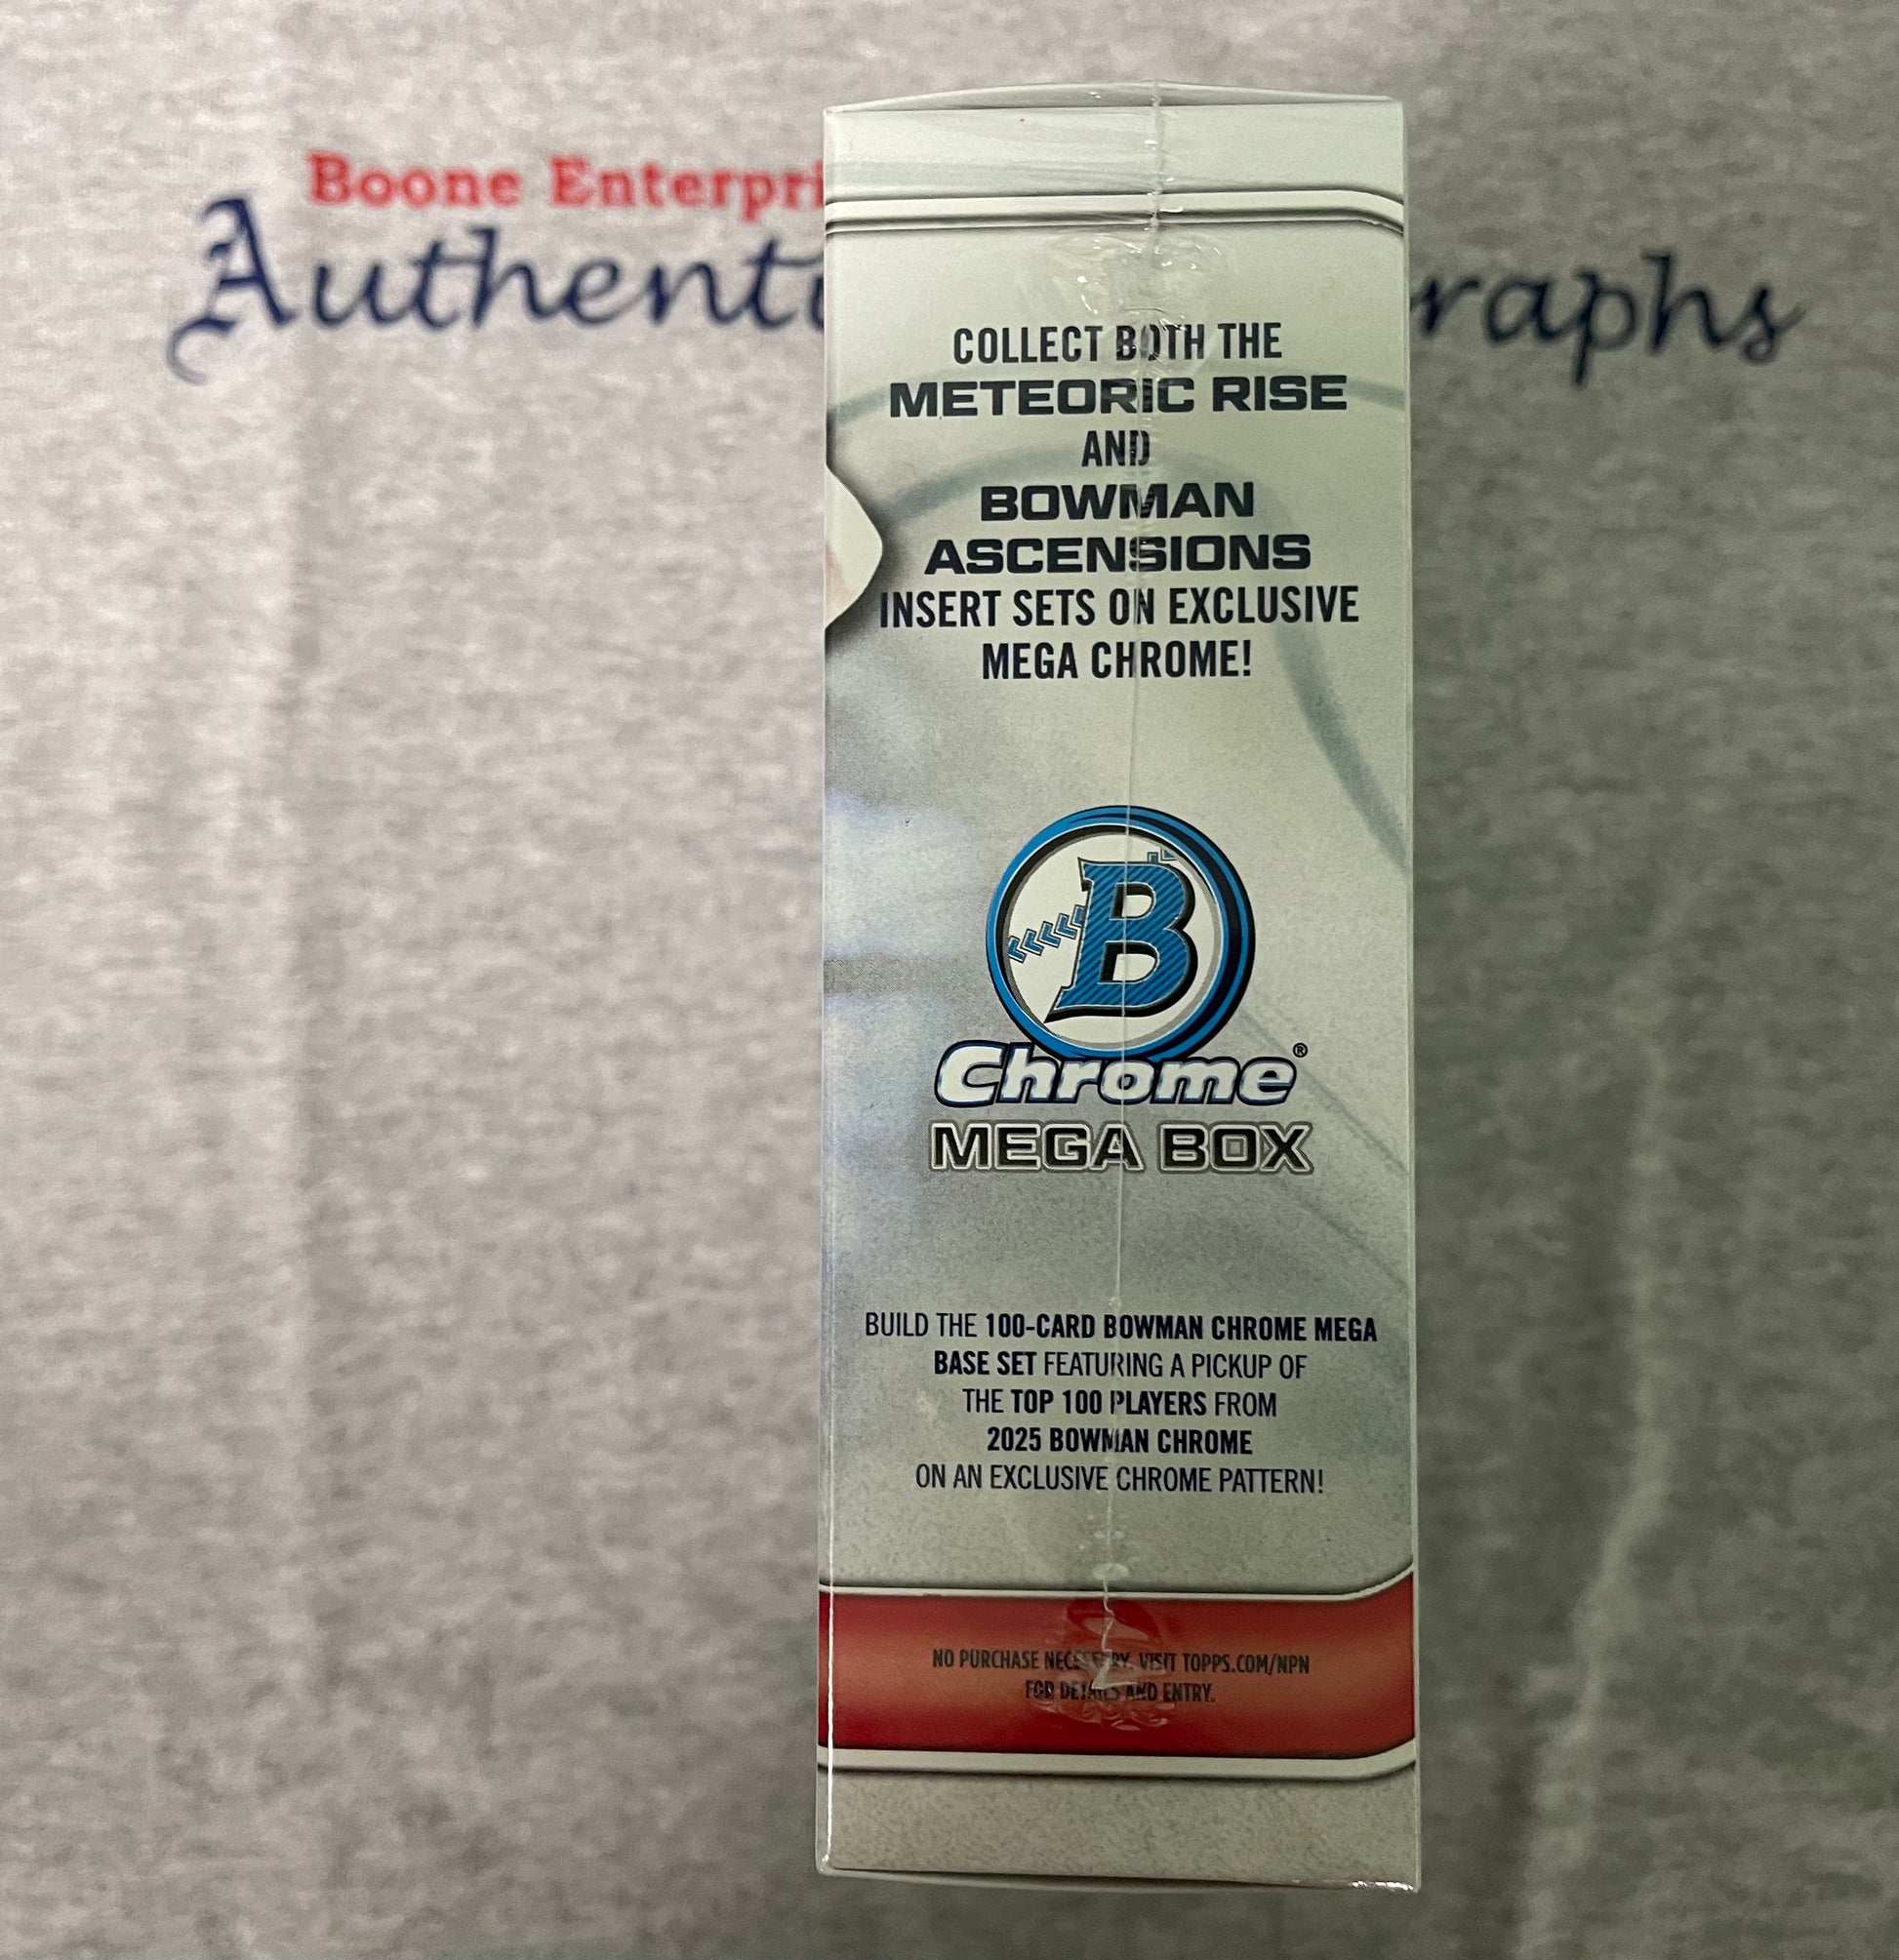 Boone Enterpri
Authenti raphs
COLLECT BOTH THE
METEORIC RISE
AND
BOWMAN
ASCENSIONS
INSERT SETS ON EXCLUSIVE
MEGA CHROME!
B
Chrome®
MEGA BOX
BUILD THE 100-CARD BOWMAN CHROME MEGA
BASE SET FEATURING A PICKUP OF
THE TOP 100 PLAYERS FROM
2025 BOWMAN CHROME
ON AN EXCLUSIVE CHROME PATTERN!
NO PURCHASE NECESSARY. VISIT TOPPS.COM/NPN
FOR DETAILS AND ENTRY.